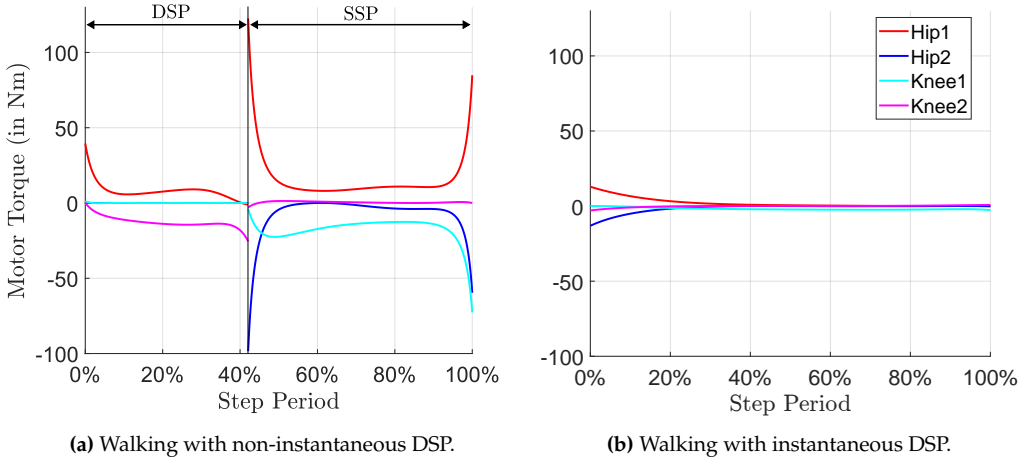 DSP SSP
Motor Torque (in Nm)
100
50
0
-50
-100
0% 20% 40% 60% 80% 100%
Step Period
(a) Walking with non-instantaneous DSP.
Hip1
Hip2
Knee1
Knee2
100
50
0
-50
-100
0% 20% 40% 60% 80% 100%
Step Period
(b) Walking with instantaneous DSP.